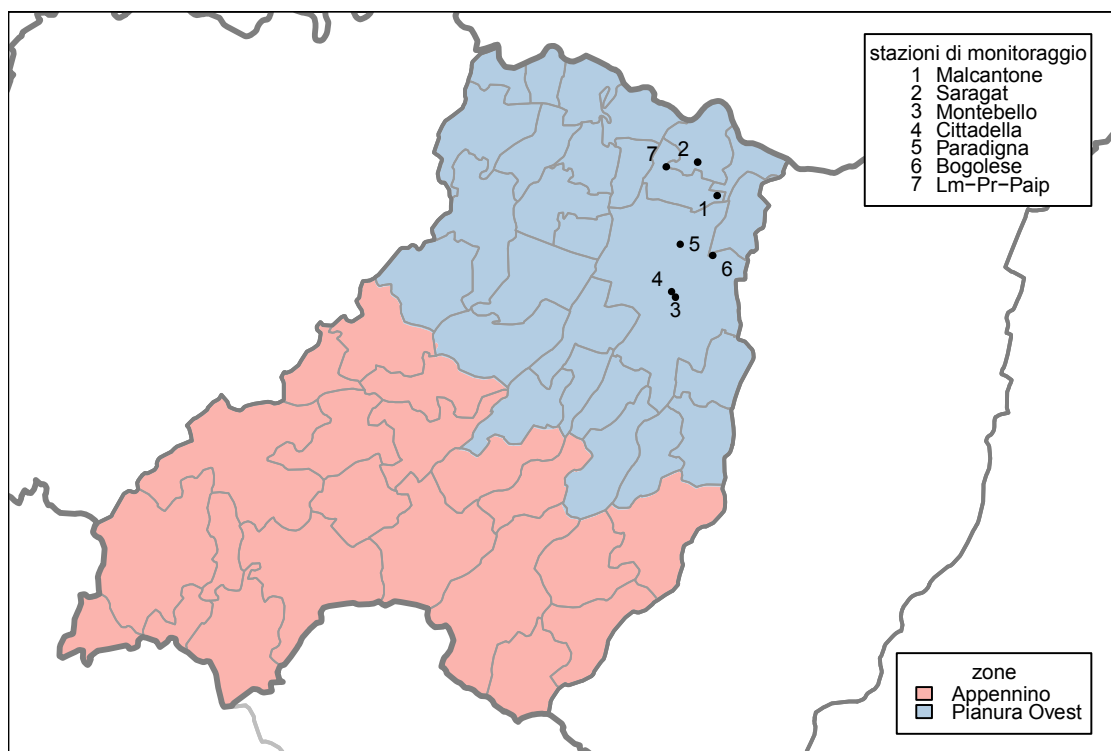 stazioni di monitoraggio
1 Malcantone
2 Saragat
3 Montebello
4 Cittadella
5 Paradigna
6 Bogolese
7 Lm−Pr−Paip
7
2
1
5
6
4
3
zone
Appennino
Pianura Ovest